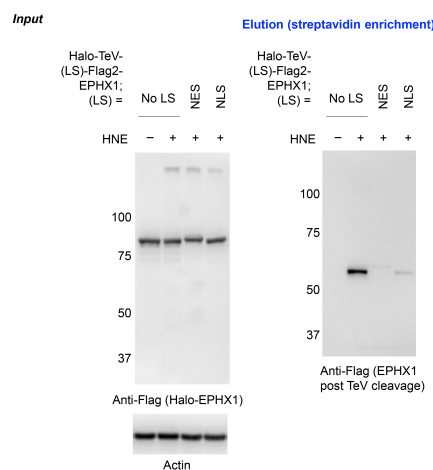 Input
Elution (streptavidin enrichment)
Halo-TeV-
(LS)-Flag2-
EPHX1;
(LS) =
No LS
NES
NLS
HNE
– + + +
100
75
50
37
Anti-Flag (Halo-EPHX1)
Actin
Halo-TeV-
(LS)-Flag2-
EPHX1;
(LS) =
No LS
NES
NLS
HNE
– + + +
100
75
50
37
Anti-Flag (EPHX1
post TeV cleavage)